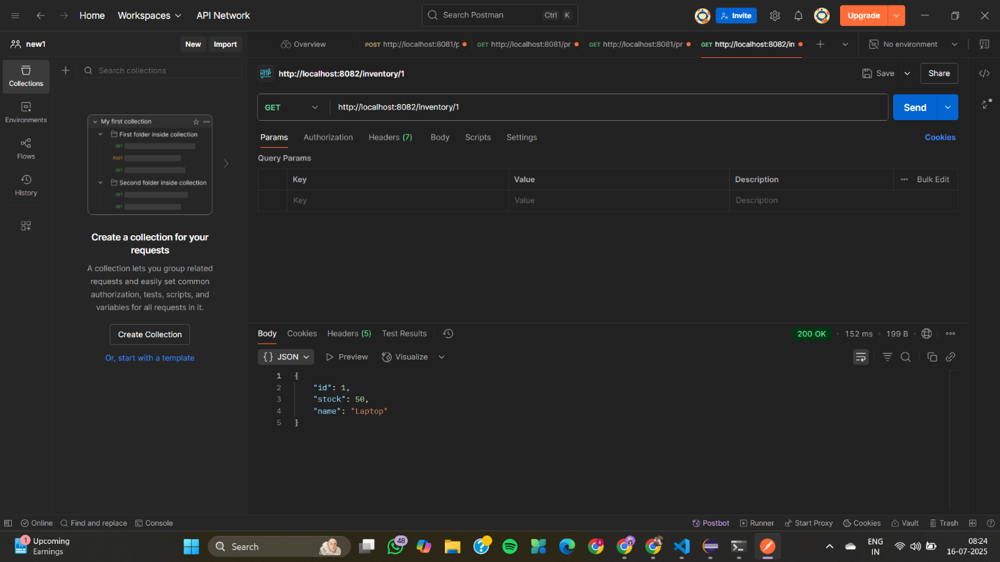 Home Workspaces API Network
Search Postman Ctrl K
Invite
Upgrade
new1 New Import
Overview
POST http://localhost:8081/p
GET http://localhost:8081/pr
GET http://localhost:8081/pr
GET http://localhost:8082/in
No environment
Collections
Environments
Flows
History
Search collections
My first collection
First folder inside collection
GET
POST
GET
Second folder inside collection
GET
GET
Create a collection for your
requests
A collection lets you group related
requests and easily set common
authorization, tests, scripts, and
variables for all requests in it.
Create Collection
Or, start with a template
HTTP http://localhost:8082/inventory/1
Save Share
GET http://localhost:8082/inventory/1 Send
Params Authorization Headers (7) Body Scripts Settings Cookies
Query Params
Key Value Description Bulk Edit
Key Value Description
Body Cookies Headers (5) Test Results
200 OK • 152 ms • 199 B
{ } JSON Preview Visualize
1 {
2 "id": 1,
3 "stock": 50,
4 "name": "Laptop"
5 }
Online Find and replace Console
Postbot Runner Start Proxy Cookies Vault Trash
1
Upcoming
Earnings
Search
48
ENG
IN
08:24
16-07-2025